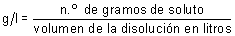 g/l = n.º de gramos de soluto
volumen de la disolución en litros